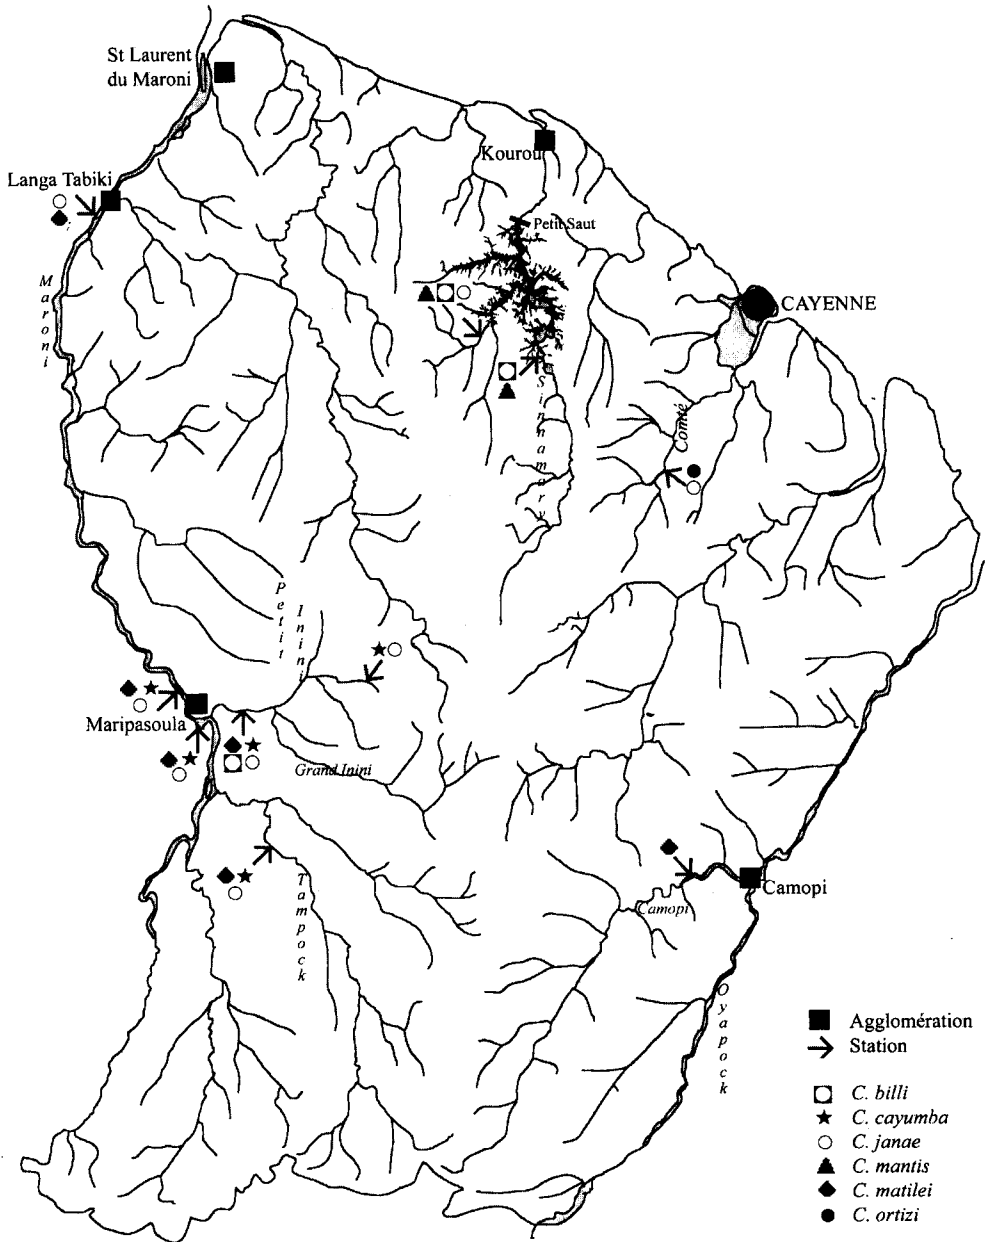 St Laurent
du Maroni
Kourou
Langa Tabiki
Petit Saut
Maroni
CAYENNE
Sinnamary
Comté
Petit
Inini
Maripasoula
Grand Inini
Tampock
Camopi
Camopi
Oyapock
Agglomération
Station
C. billi
C. cayumba
C. janae
C. mantis
C. matilei
C. ortizi